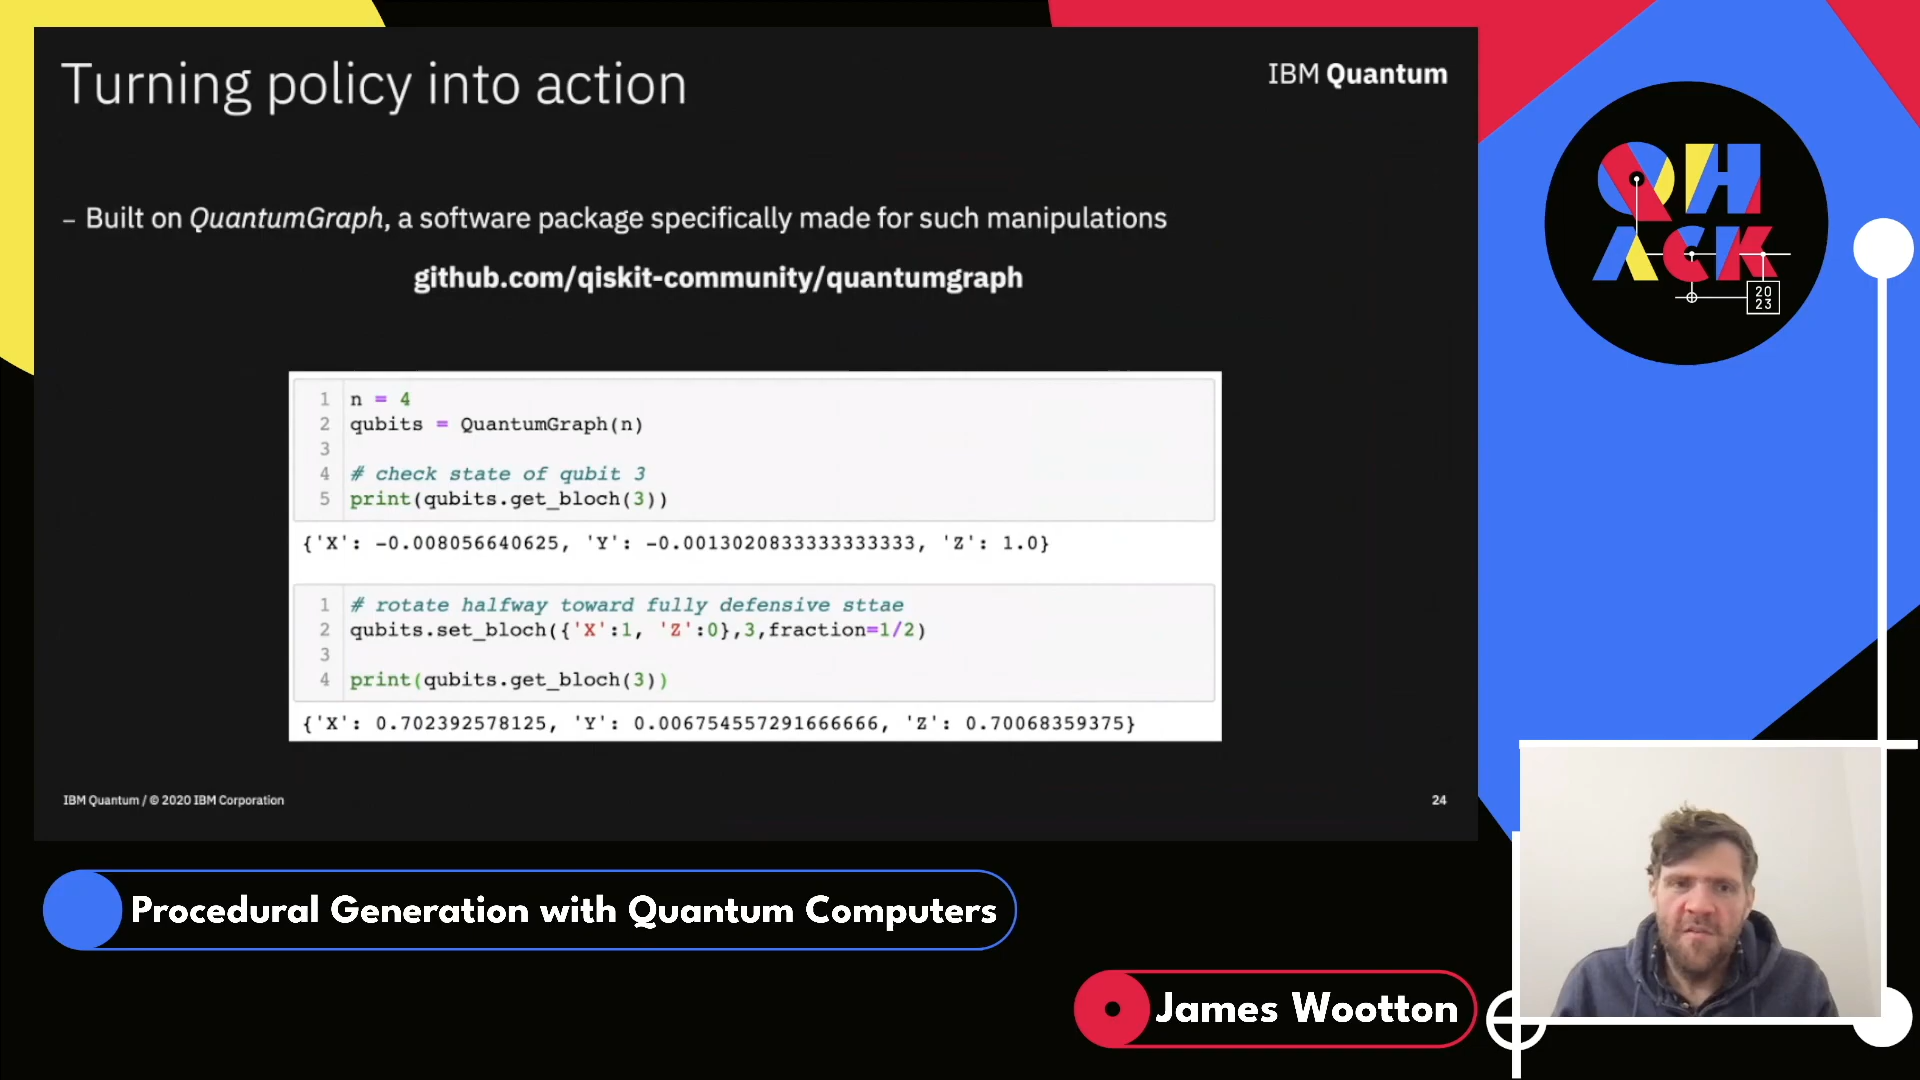 Turning policy into action
IBM Quantum
– Built on QuantumGraph, a software package specifically made for such manipulations
github.com/qiskit-community/quantumgraph
1 n = 4
2 qubits = QuantumGraph(n)
3
4 # check state of qubit 3
5 print(qubits.get_bloch(3))
{'X': -0.008056640625, 'Y': -0.0013020833333333333, 'Z': 1.0}
1 # rotate halfway toward fully defensive sttae
2 qubits.set_bloch({'X':1, 'Z':0},3,fraction=1/2)
3
4 print(qubits.get_bloch(3))
{'X': 0.702392578125, 'Y': 0.006754557291666666, 'Z': 0.70068359375}
IBM Quantum / © 2020 IBM Corporation
24
QH
ACK
20
23
Procedural Generation with Quantum Computers
James Wootton